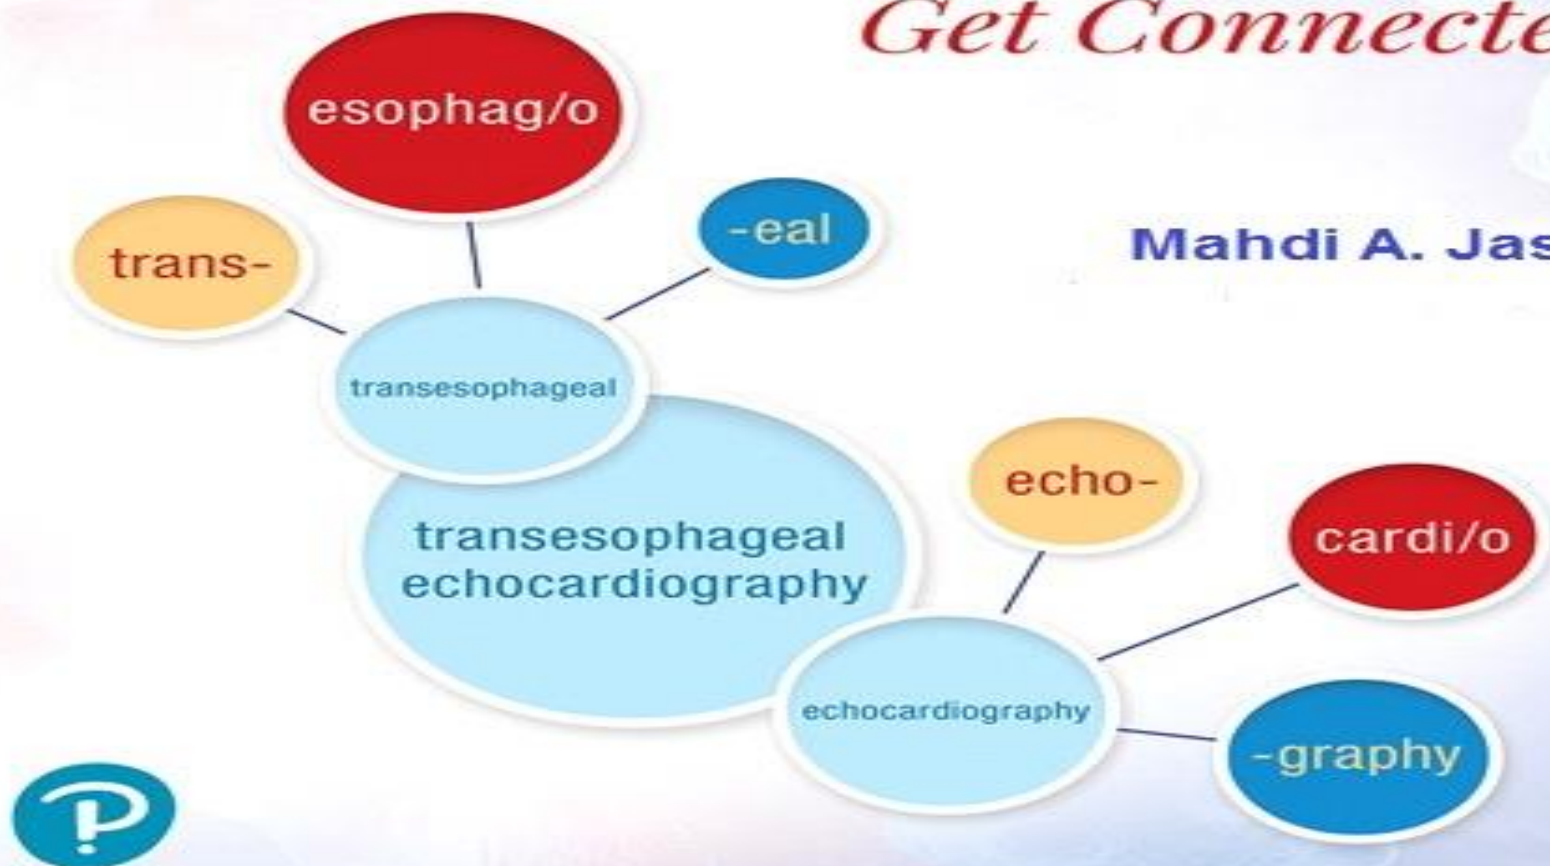 Get Connecte
esophag/o
-eal
trans-
Mahdi A. Jas
transesophageal
echo-
cardi/o
transesophageal
echocardiography
echocardiography
-graphy